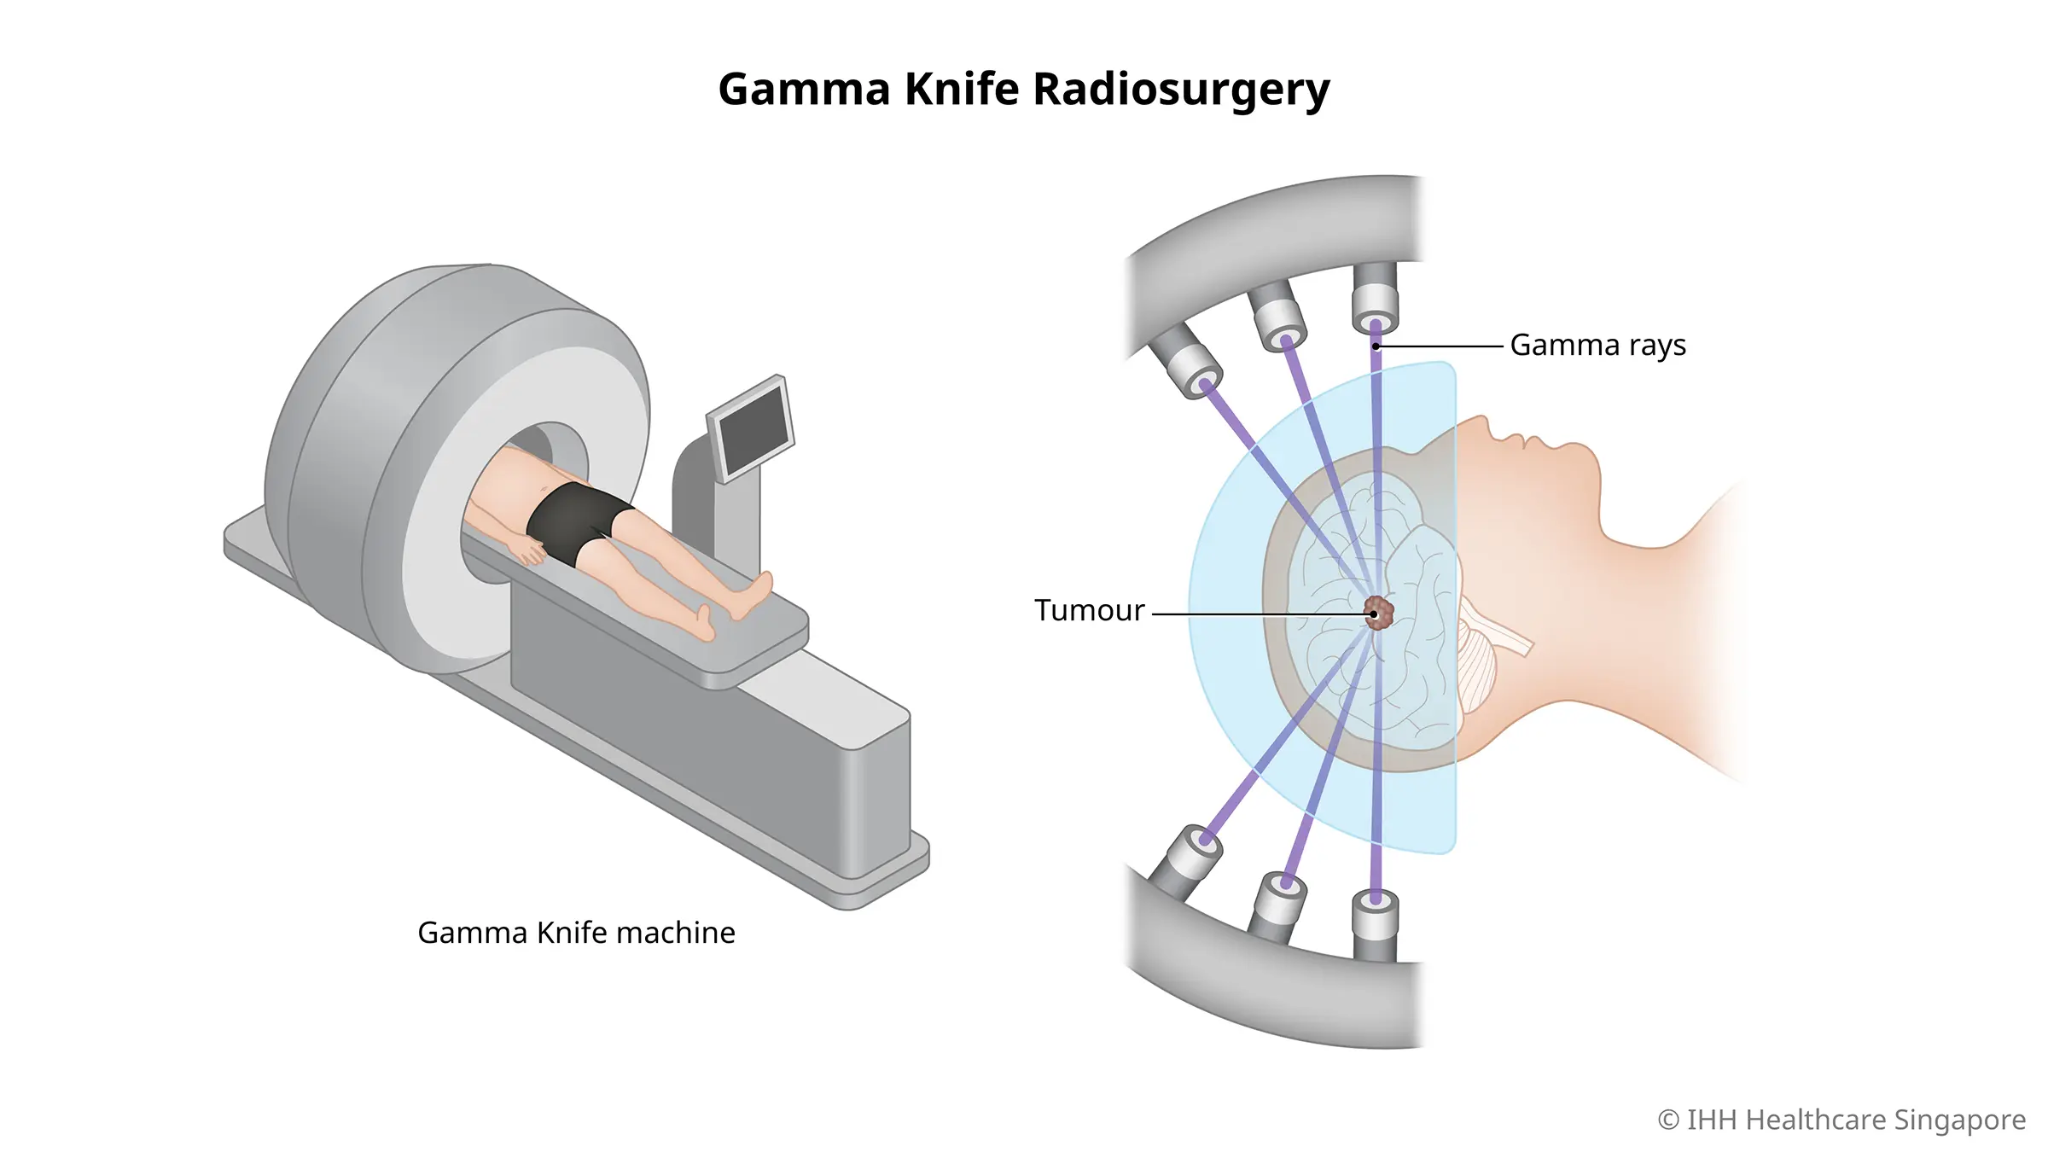 Gamma Knife Radiosurgery
Gamma rays
Tumour
Gamma Knife machine
© IHH Healthcare Singapore